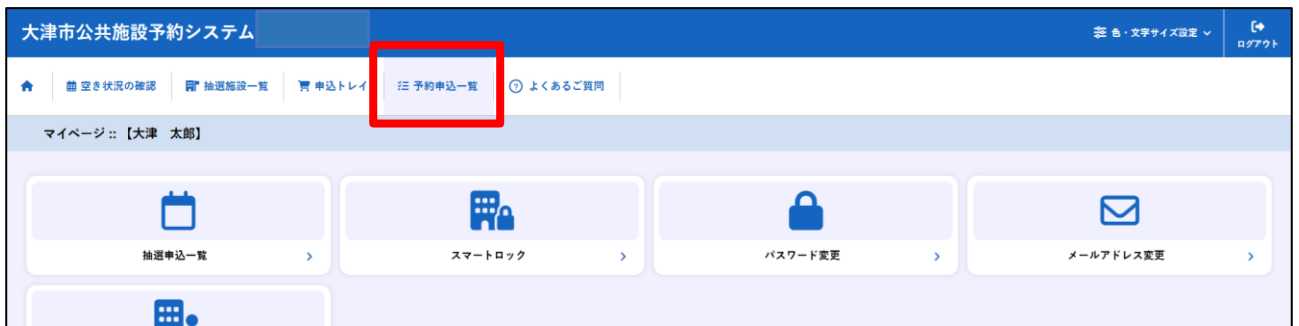 大津市公共施設予約システム
色・文字サイズ設定
ログアウト
空き状況の確認
抽選施設一覧
申込トレイ
予約申込一覧
よくあるご質問
マイページ :: 【大津　太郎】
抽選申込一覧
スマートロック
パスワード変更
メールアドレス変更